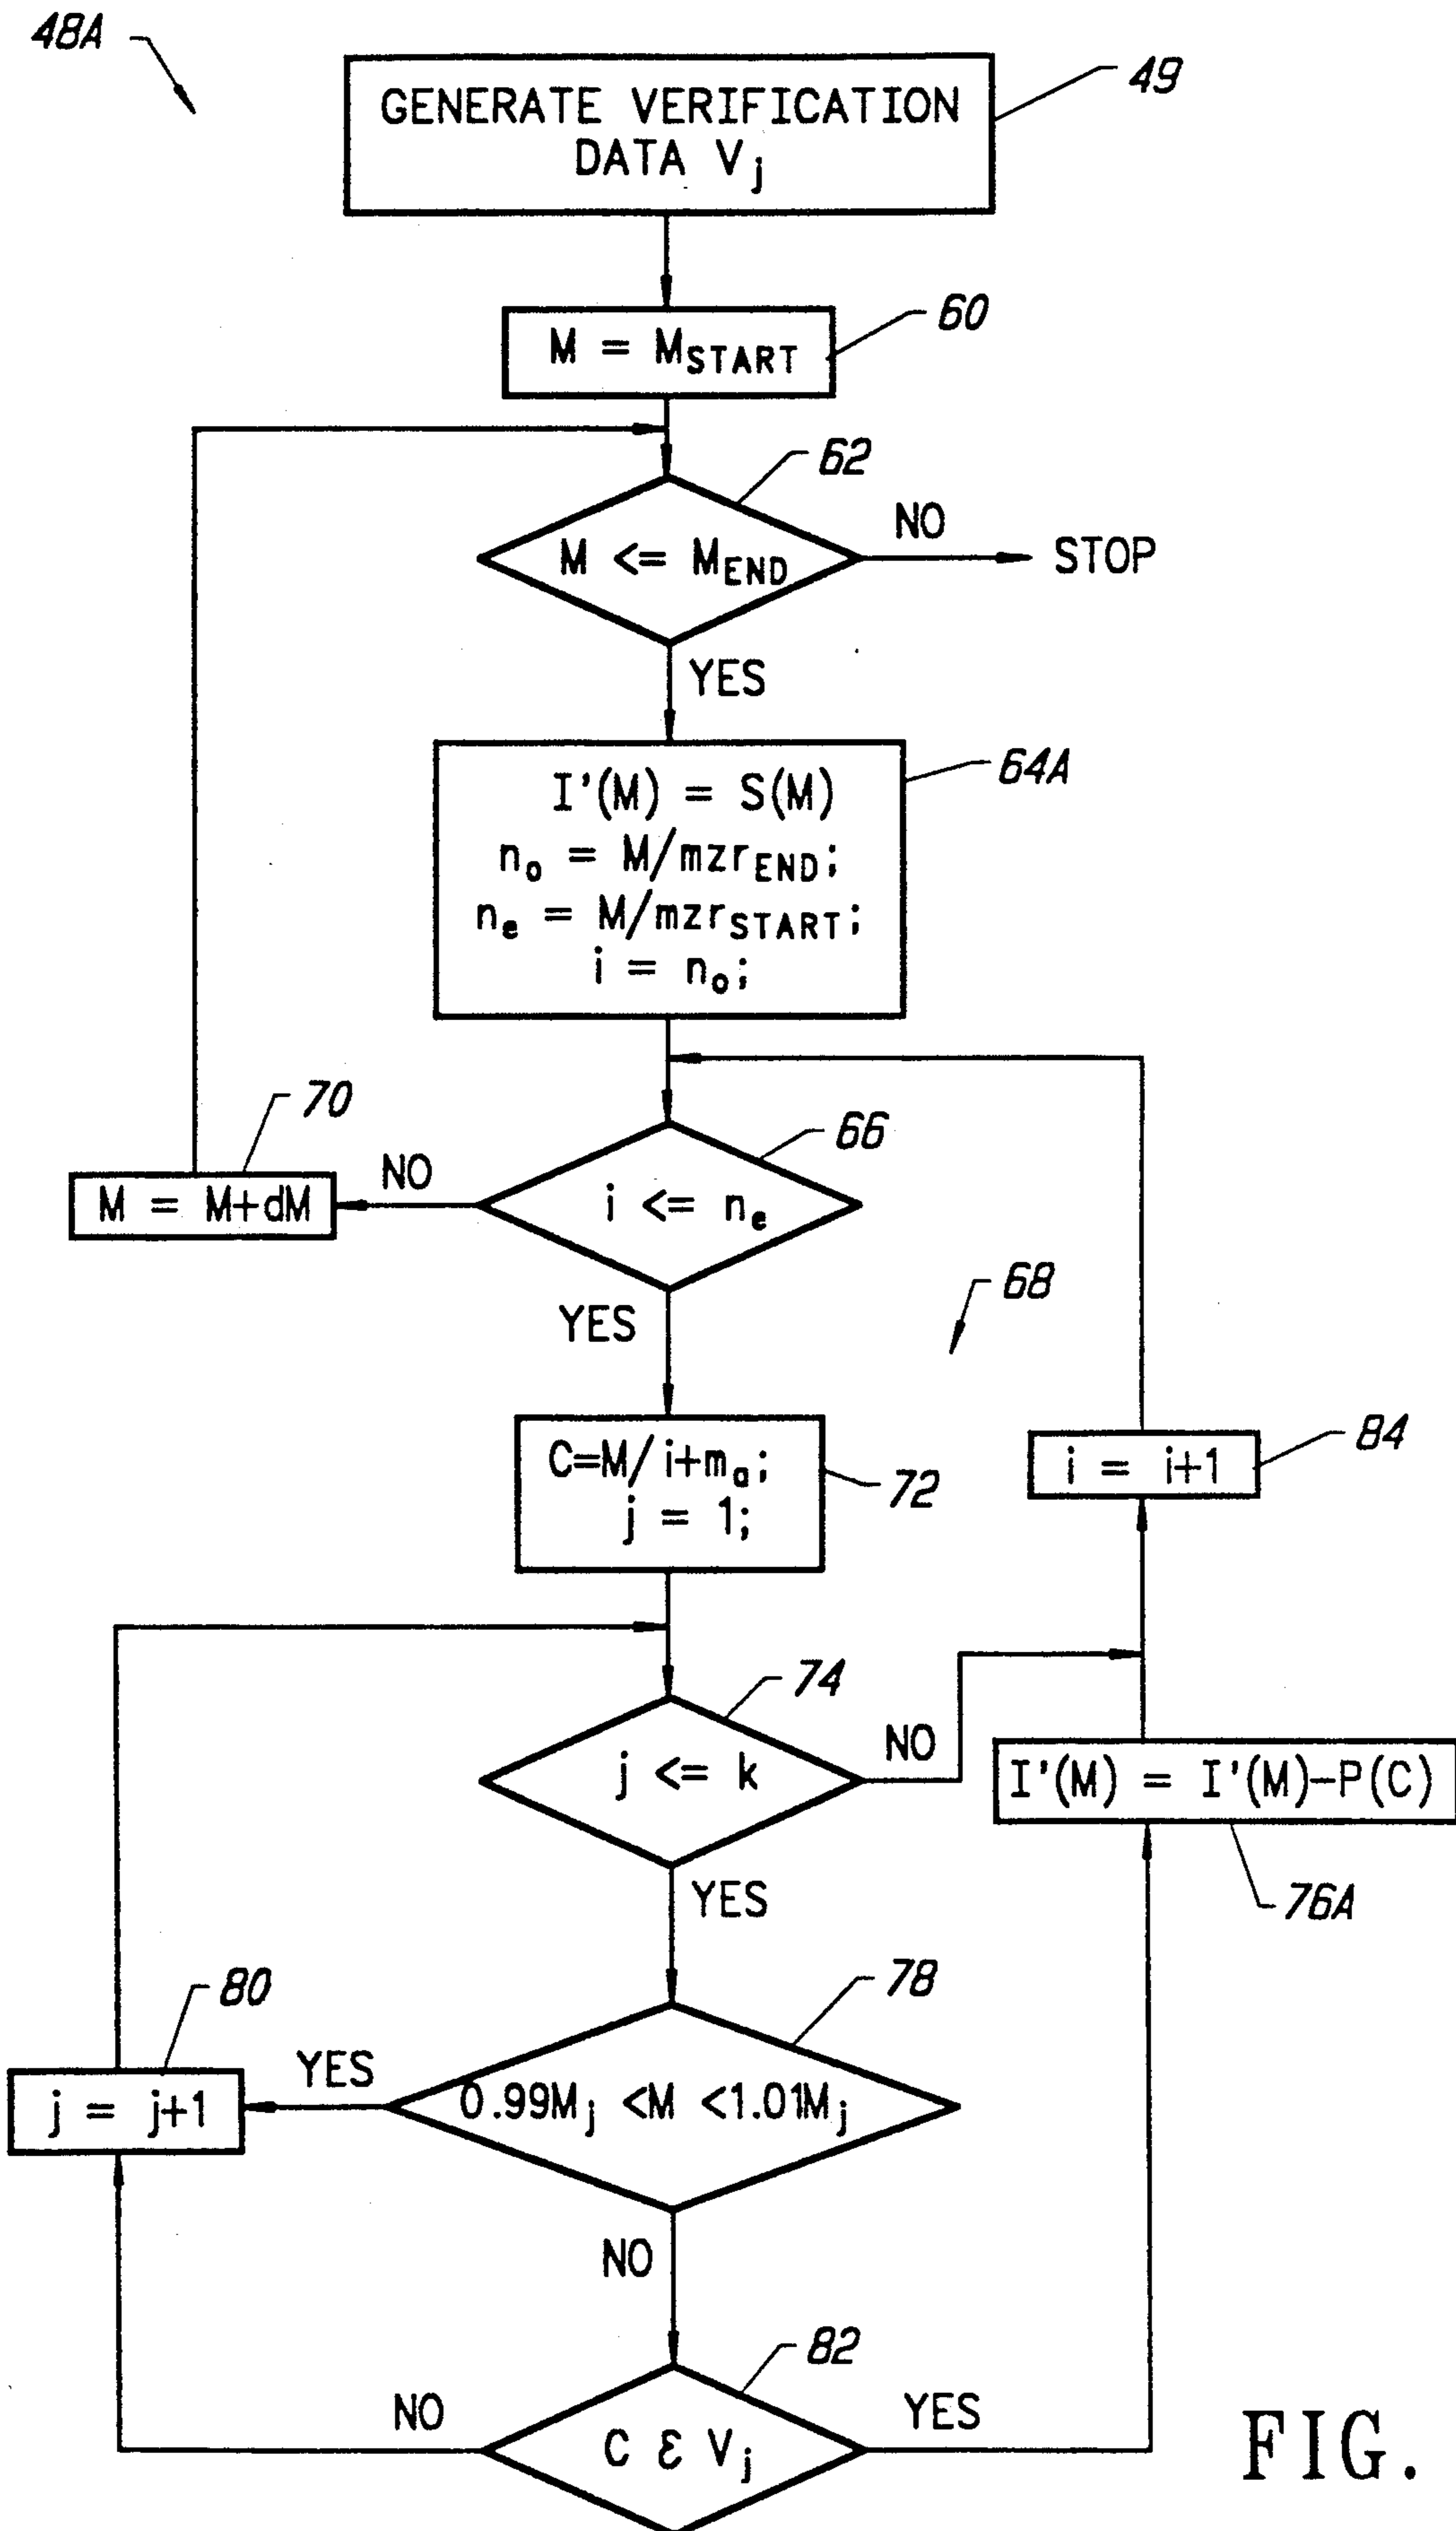 48A
49
GENERATE VERIFICATION
DATA Vj
60
M = MSTART
62
M <= MEND
NO
STOP
YES
64A
I'(M) = S(M)
no = M/mzrEND;
ne = M/mzrSTART;
i = no;
70
M = M+dM
NO
66
i <= ne
68
YES
C=M/i+ma;
j = 1;
72
84
i = i+1
74
j <= k
NO
I'(M) = I'(M)-P(C)
76A
YES
80
j = j+1
YES
78
0.99Mj <M <1.01Mj
NO
82
NO
C ε Vj
YES
FIG.